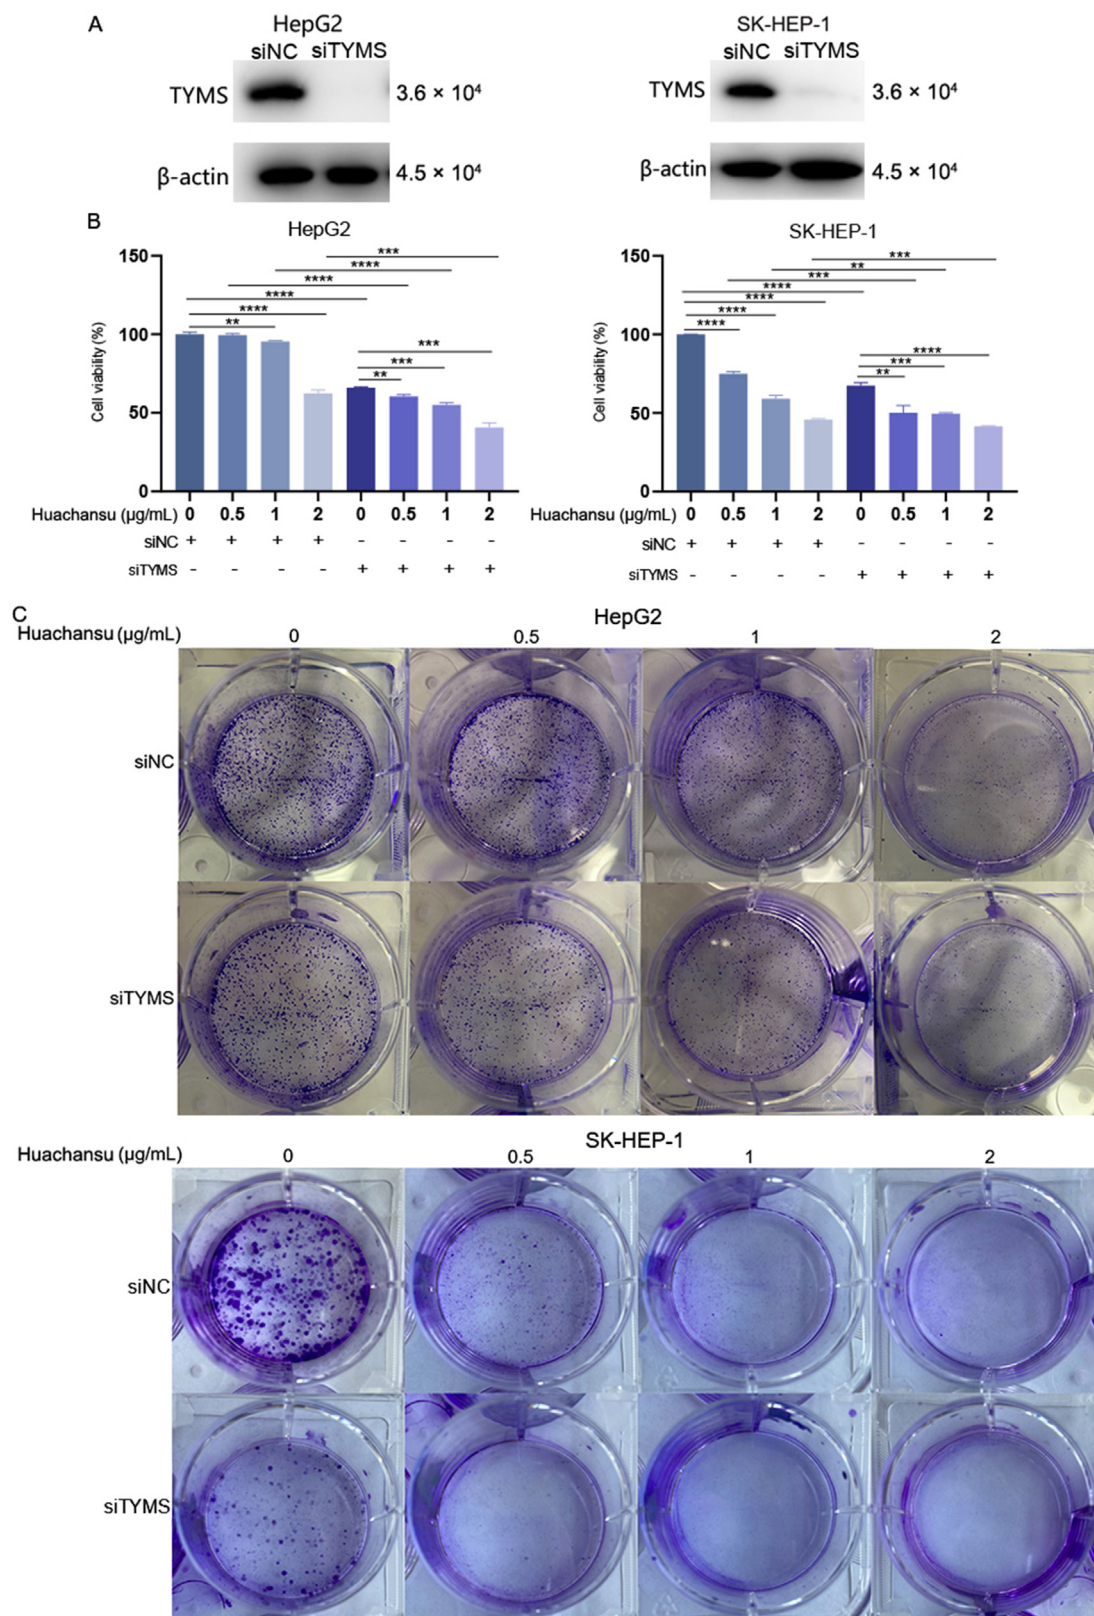 A
HepG2
SK-HEP-1
siNC siTYMS
siNC siTYMS
TYMS
3.6 × 10⁴
TYMS
3.6 × 10⁴
β-actin
4.5 × 10⁴
β-actin
4.5 × 10⁴
B
HepG2
Cell viability (%)
150
100
50
0
***
****
****
****
****
**
***
***
**
Huachansu (μg/mL) 0 0.5 1 2 0 0.5 1 2
siNC + + + + - - - -
siTYMS - - - - + + + +
SK-HEP-1
Cell viability (%)
150
100
50
0
***
**
***
****
****
****
****
****
***
**
Huachansu (μg/mL) 0 0.5 1 2 0 0.5 1 2
siNC + + + + - - - -
siTYMS - - - - + + + +
C
HepG2
Huachansu (μg/mL) 0 0.5 1 2
siNC
siTYMS
SK-HEP-1
Huachansu (μg/mL) 0 0.5 1 2
siNC
siTYMS